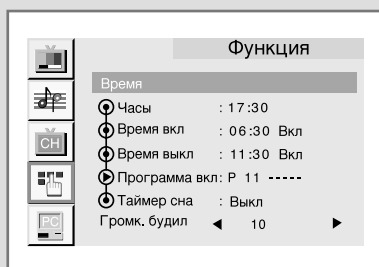 Функция
Время
Часы : 17:30
Время вкл : 06:30 Вкл
Время выкл : 11:30 Вкл
Программа вкл: P 11 -----
Таймер сна : Выкл
Громк. будил ◀ 10 ▶
CH
PC